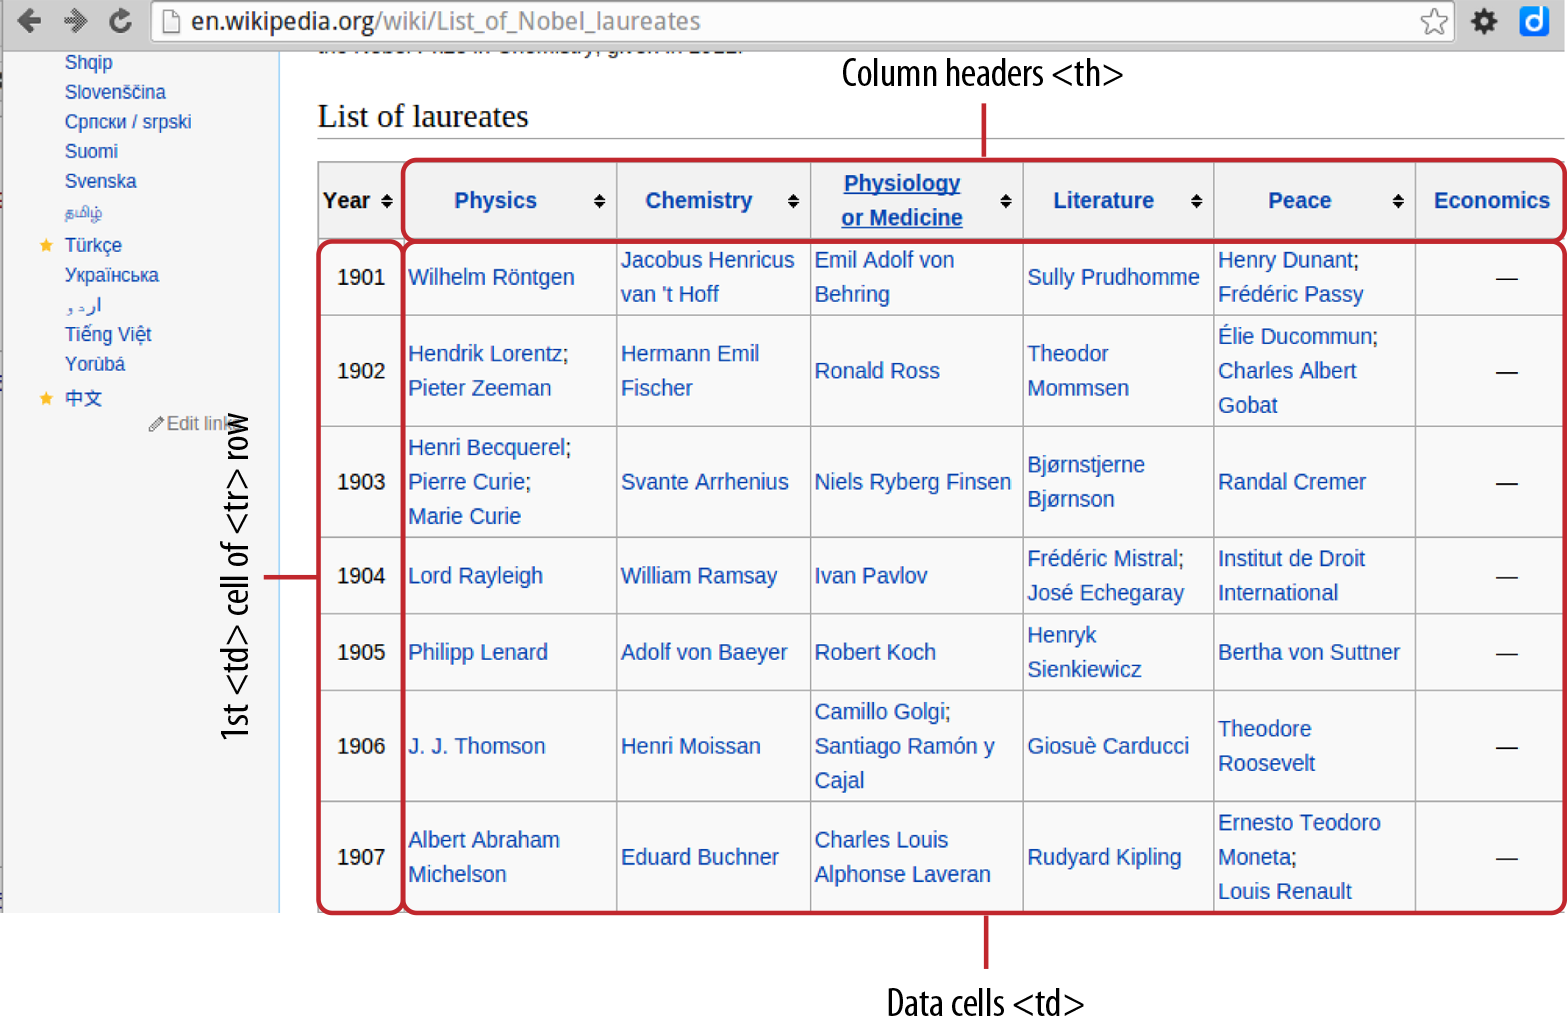 en.wikipedia.org/wiki/List_of_Nobel_laureates
Shqip
Slovenščina
Српски / srpski
Suomi
Svenska
தமிழ்
Türkçe
Українська
اردو
Tiếng Việt
Yorùbá
中文
Edit links
1st <td> cell of <tr> row
Column headers <th>
List of laureates
Year Physics Chemistry Physiology or Medicine Literature Peace Economics
1901 Wilhelm Röntgen Jacobus Henricus van 't Hoff Emil Adolf von Behring Sully Prudhomme Henry Dunant; Frédéric Passy —
1902 Hendrik Lorentz; Pieter Zeeman Hermann Emil Fischer Ronald Ross Theodor Mommsen Élie Ducommun; Charles Albert Gobat —
1903 Henri Becquerel; Pierre Curie; Marie Curie Svante Arrhenius Niels Ryberg Finsen Bjørnstjerne Bjørnson Randal Cremer —
1904 Lord Rayleigh William Ramsay Ivan Pavlov Frédéric Mistral; José Echegaray Institut de Droit International —
1905 Philipp Lenard Adolf von Baeyer Robert Koch Henryk Sienkiewicz Bertha von Suttner —
1906 J. J. Thomson Henri Moissan Camillo Golgi; Santiago Ramón y Cajal Giosuè Carducci Theodore Roosevelt —
1907 Albert Abraham Michelson Eduard Buchner Charles Louis Alphonse Laveran Rudyard Kipling Ernesto Teodoro Moneta; Louis Renault —
Data cells <td>